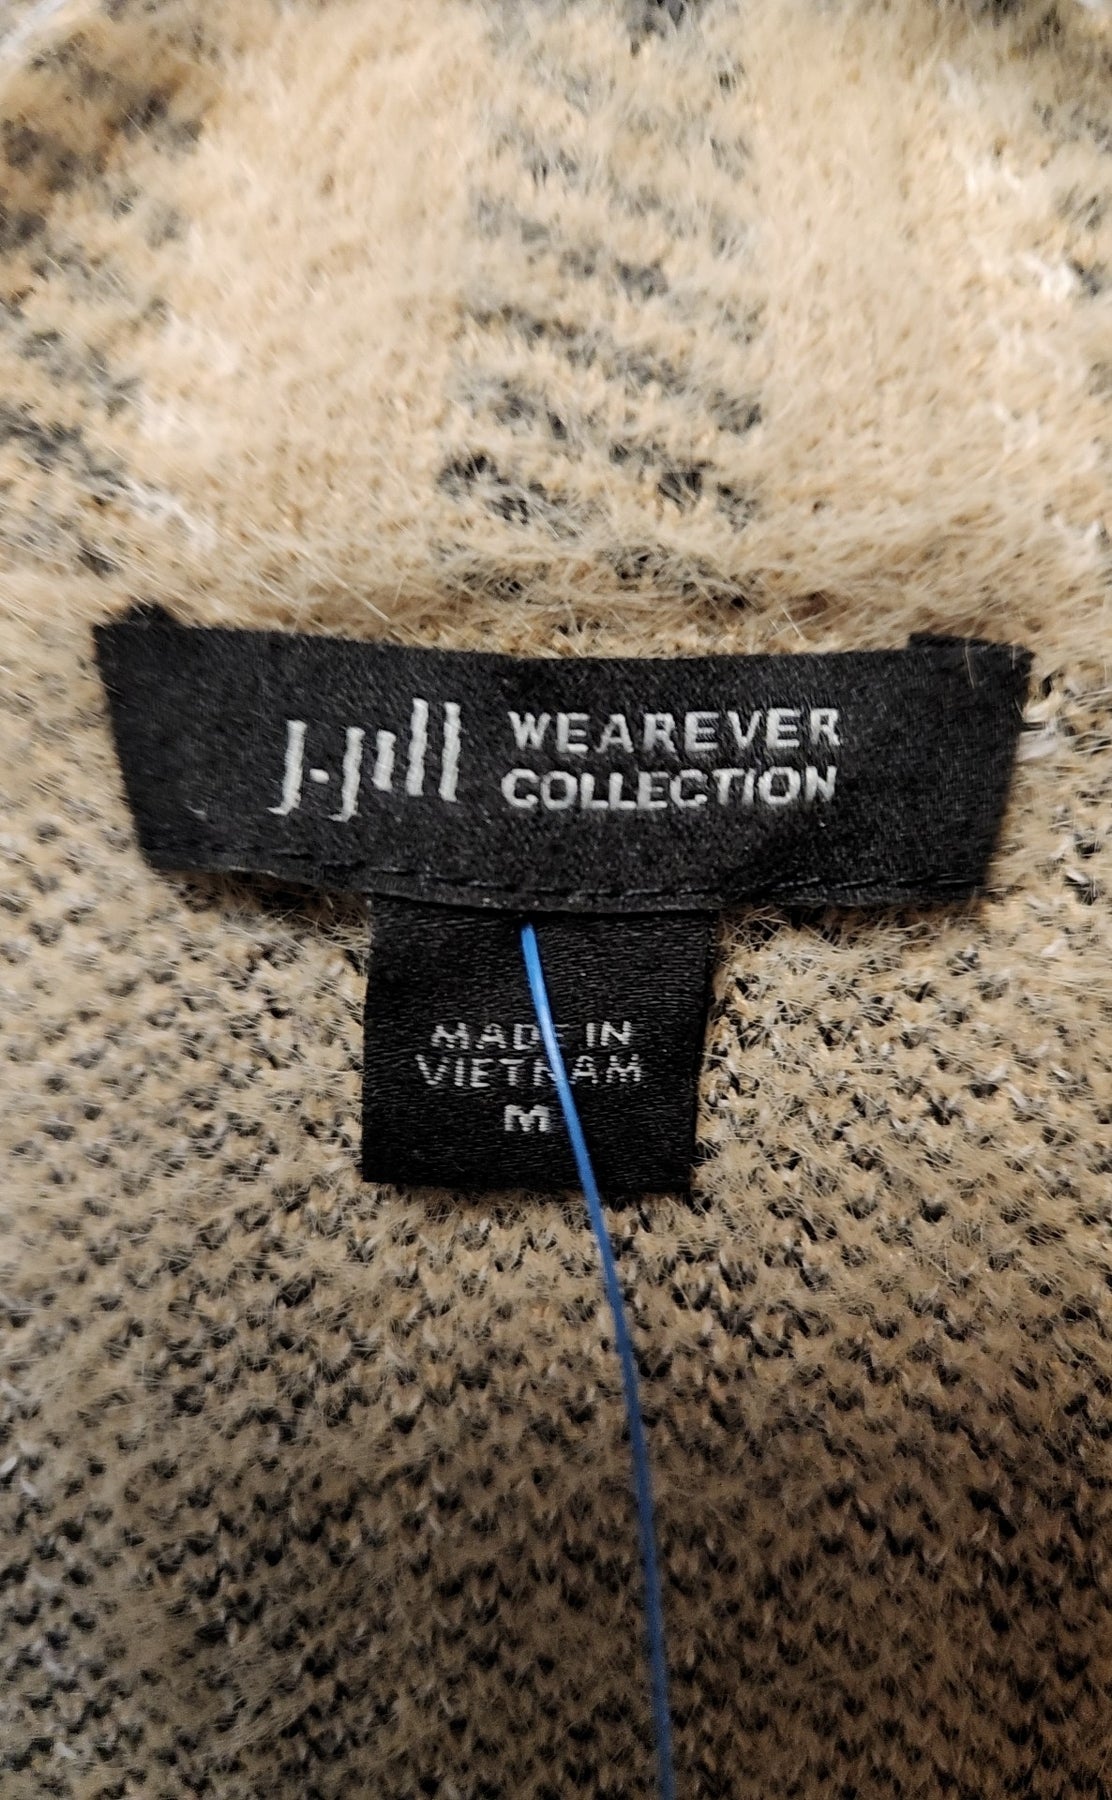 J.Jill WEAREVER
COLLECTION
MADE IN
VIETNAM
M